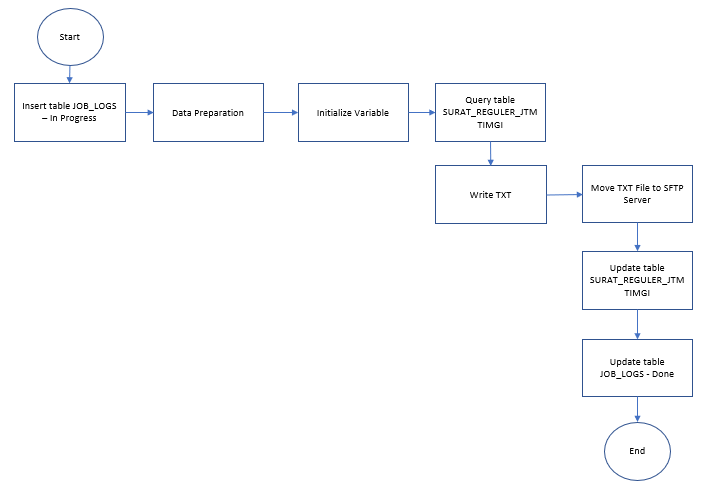 Start
Insert table JOB_LOGS
– In Progress
Data Preparation
Initialize Variable
Query table
SURAT_REGULER_JTM
TIMGI
Write TXT
Move TXT File to SFTP
Server
Update table
SURAT_REGULER_JTM
TIMGI
Update table
JOB_LOGS - Done
End